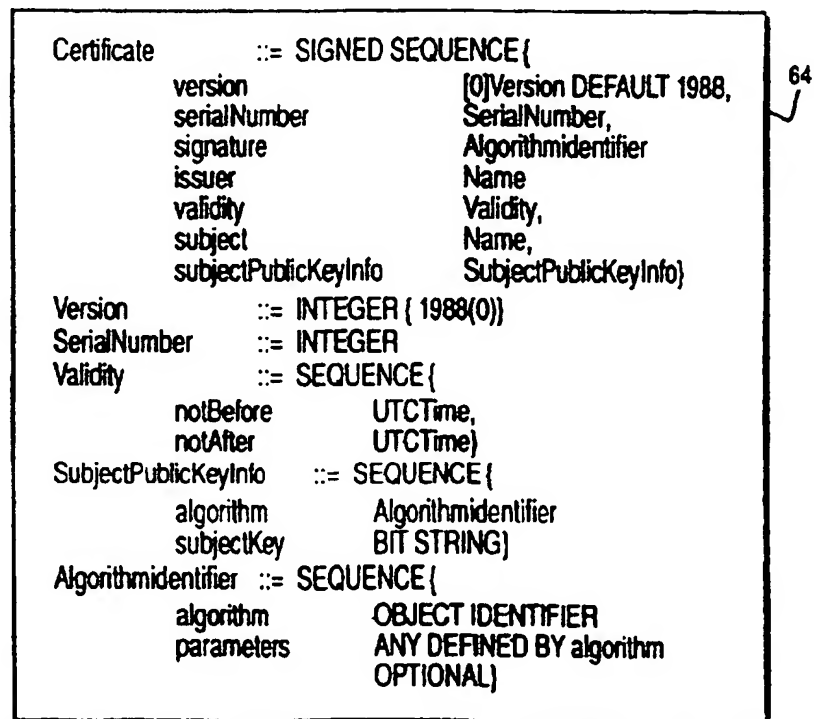 Certificate ::= SIGNED SEQUENCE{
version [0]Version DEFAULT 1988,
serialNumber SerialNumber,
signature Algorithmidentifier
issuer Name
validity Validity,
subject Name,
subjectPublicKeyInfo SubjectPublicKeyInfo}
Version ::= INTEGER { 1988(0)}
SerialNumber ::= INTEGER
Validity ::= SEQUENCE{
notBefore UTCTime,
notAfter UTCTime}
SubjectPublicKeyInfo ::= SEQUENCE{
algorithm Algorithmidentifier
subjectKey BIT STRING}
Algorithmidentifier ::= SEQUENCE{
algorithm OBJECT IDENTIFIER
parameters ANY DEFINED BY algorithm
OPTIONAL}
64